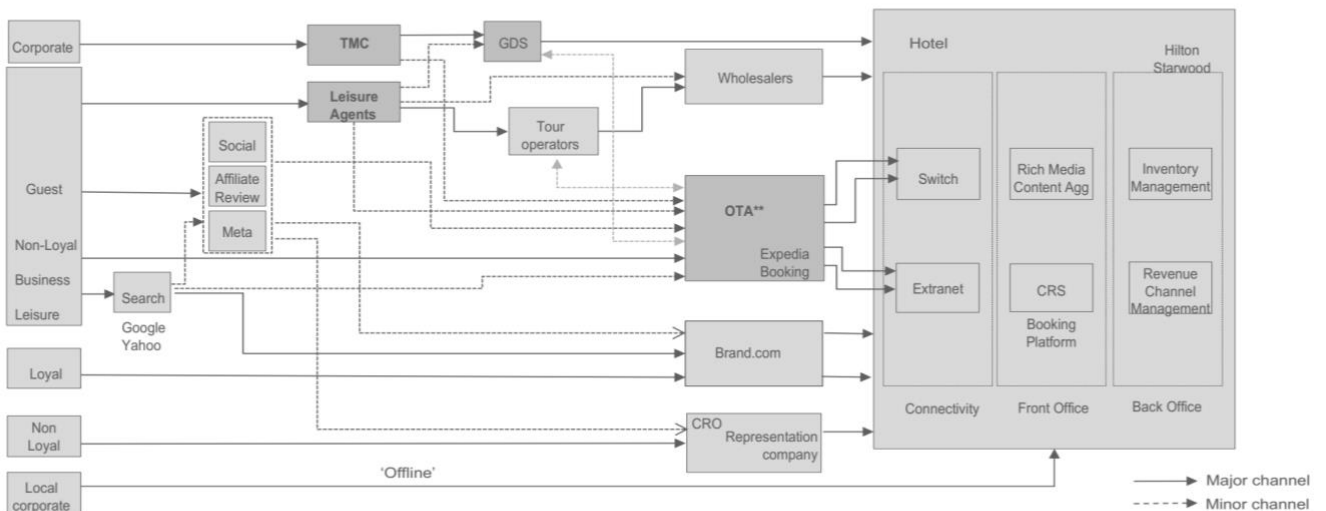 Corporate
TMC
GDS
Hotel
Hilton
Starwood
Wholesalers
Leisure
Agents
Tour
operators
Social
Affiliate
Review
Meta
Guest
Non-Loyal
Business
Leisure
Search
Google
Yahoo
OTA**
Expedia
Booking
Switch
Rich Media
Content Agg
Inventory
Management
Extranet
CRS
Booking
Platform
Revenue
Channel
Management
Brand.com
Loyal
Connectivity
Front Office
Back Office
Non
Loyal
CRO
Representation
company
'Offline'
Local
corporate
Major channel
Minor channel